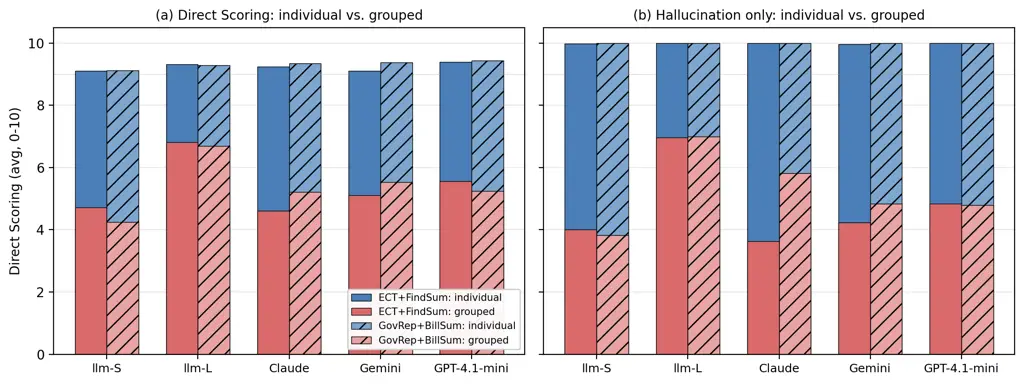 (a) Direct Scoring: individual vs. grouped
(b) Hallucination only: individual vs. grouped
Direct Scoring (avg, 0-10)
10
8
6
4
2
0
ECT+FindSum: individual
ECT+FindSum: grouped
GovRep+BillSum: individual
GovRep+BillSum: grouped
llm-S llm-L Claude Gemini GPT-4.1-mini
llm-S llm-L Claude Gemini GPT-4.1-mini